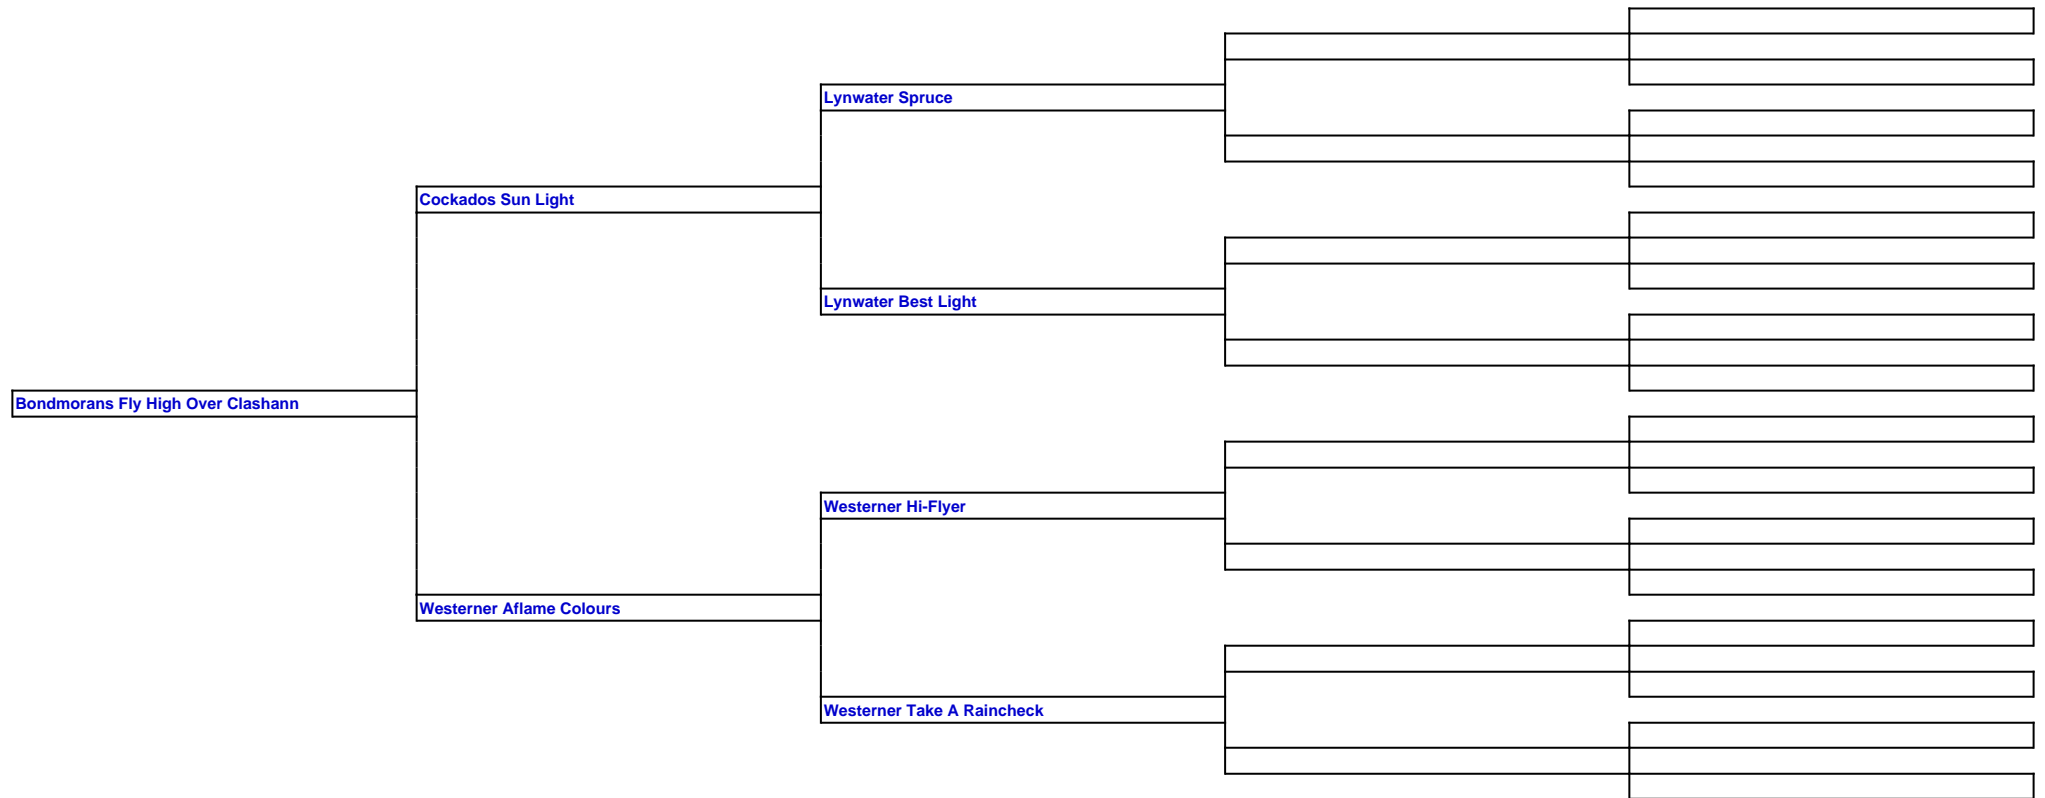 Lynwater Spruce
Cockados Sun Light
Lynwater Best Light
Bondmorans Fly High Over Clashann
Westerner Hi-Flyer
Westerner Aflame Colours
Westerner Take A Raincheck